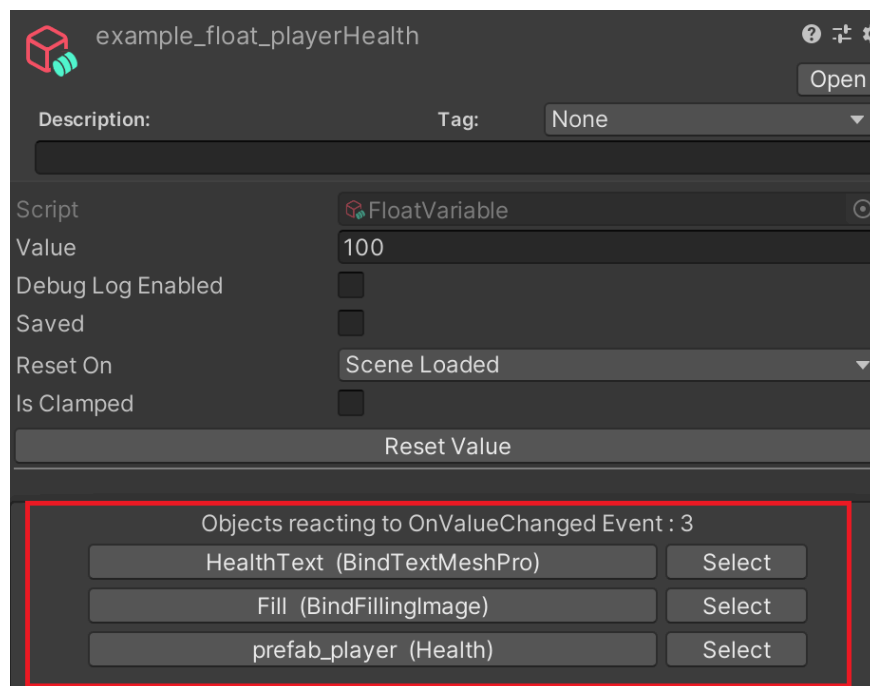 example_float_playerHealth
Open
Description: Tag: None
Script FloatVariable
Value 100
Debug Log Enabled
Saved
Reset On Scene Loaded
Is Clamped
Reset Value
Objects reacting to OnValueChanged Event : 3
HealthText (BindTextMeshPro) Select
Fill (BindFillingImage) Select
prefab_player (Health) Select